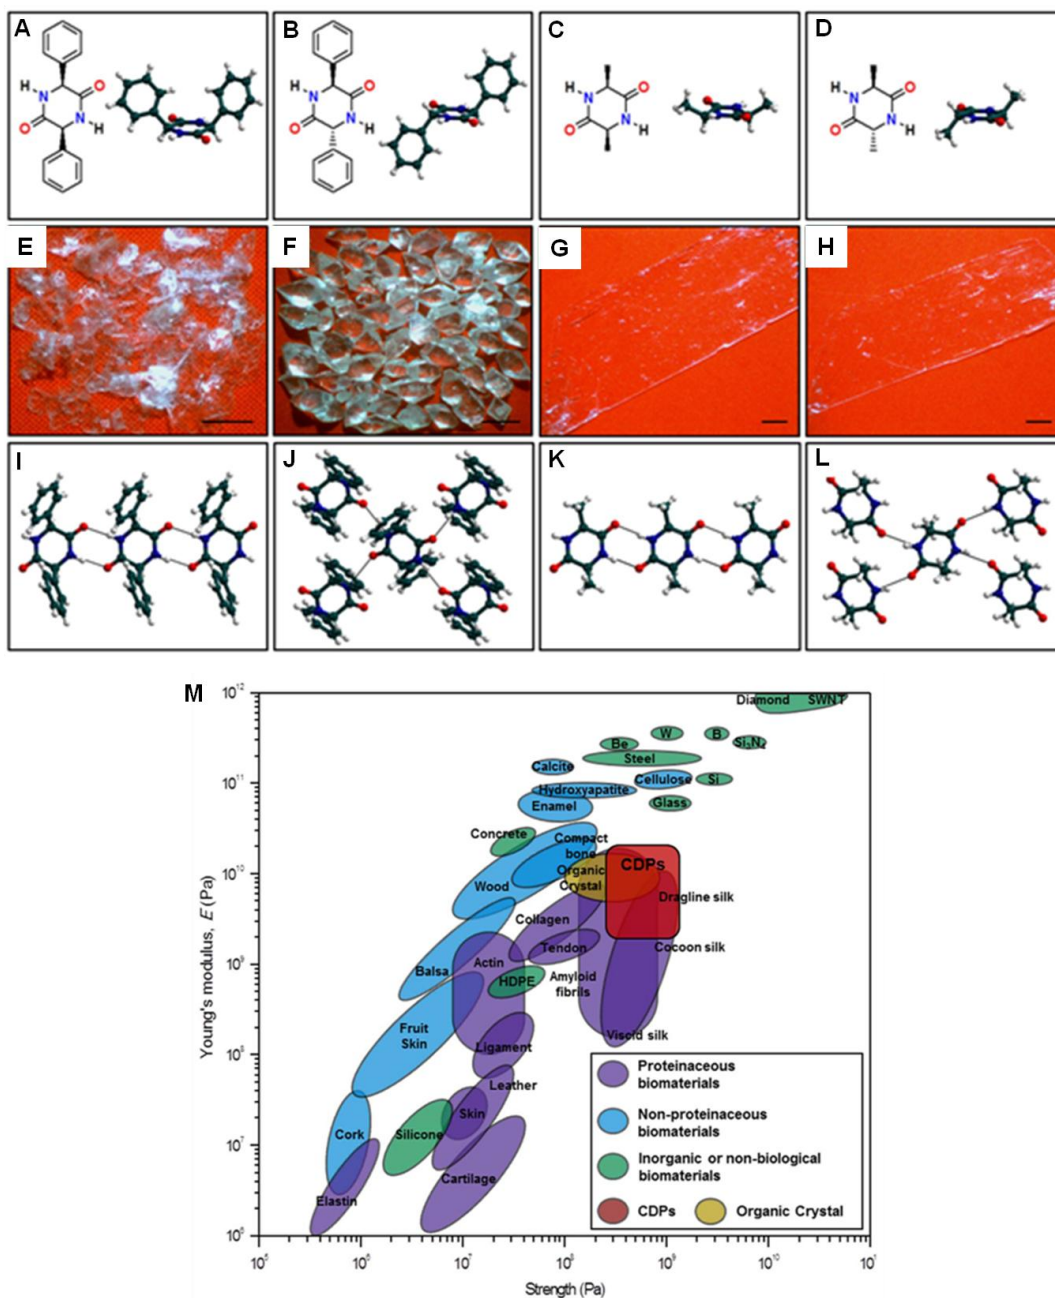 A
B
C
D
H
N
O
O
N
H
H
N
O
O
N
H
H
N
O
O
N
H
H
N
O
O
N
H
E
F
G
H
I
J
K
L
M
10¹²
10¹¹
10¹⁰
10⁹
10⁸
10⁷
10⁶
Young's modulus, E (Pa)
Diamond SWNT
W
B
Be
Si₃N₄
Steel
Calcite
Cellulose
Si
Hydroxyapatite
Enamel
Glass
Concrete
Compact
bone
Organic
Crystal
CDPs
Wood
Dragline silk
Collagen
Tendon
Cocoon silk
Actin
Balsa
HDPE
Amyloid
fibrils
Fruit
Skin
Viscid silk
Ligament
Leather
Skin
Cork
Silicone
Cartilage
Elastin
Proteinaceous
biomaterials
Non-proteinaceous
biomaterials
Inorganic or non-biological
biomaterials
CDPs
Organic Crystal
10⁵
10⁶
10⁷
10⁸
10⁹
10¹⁰
10¹
Strength (Pa)